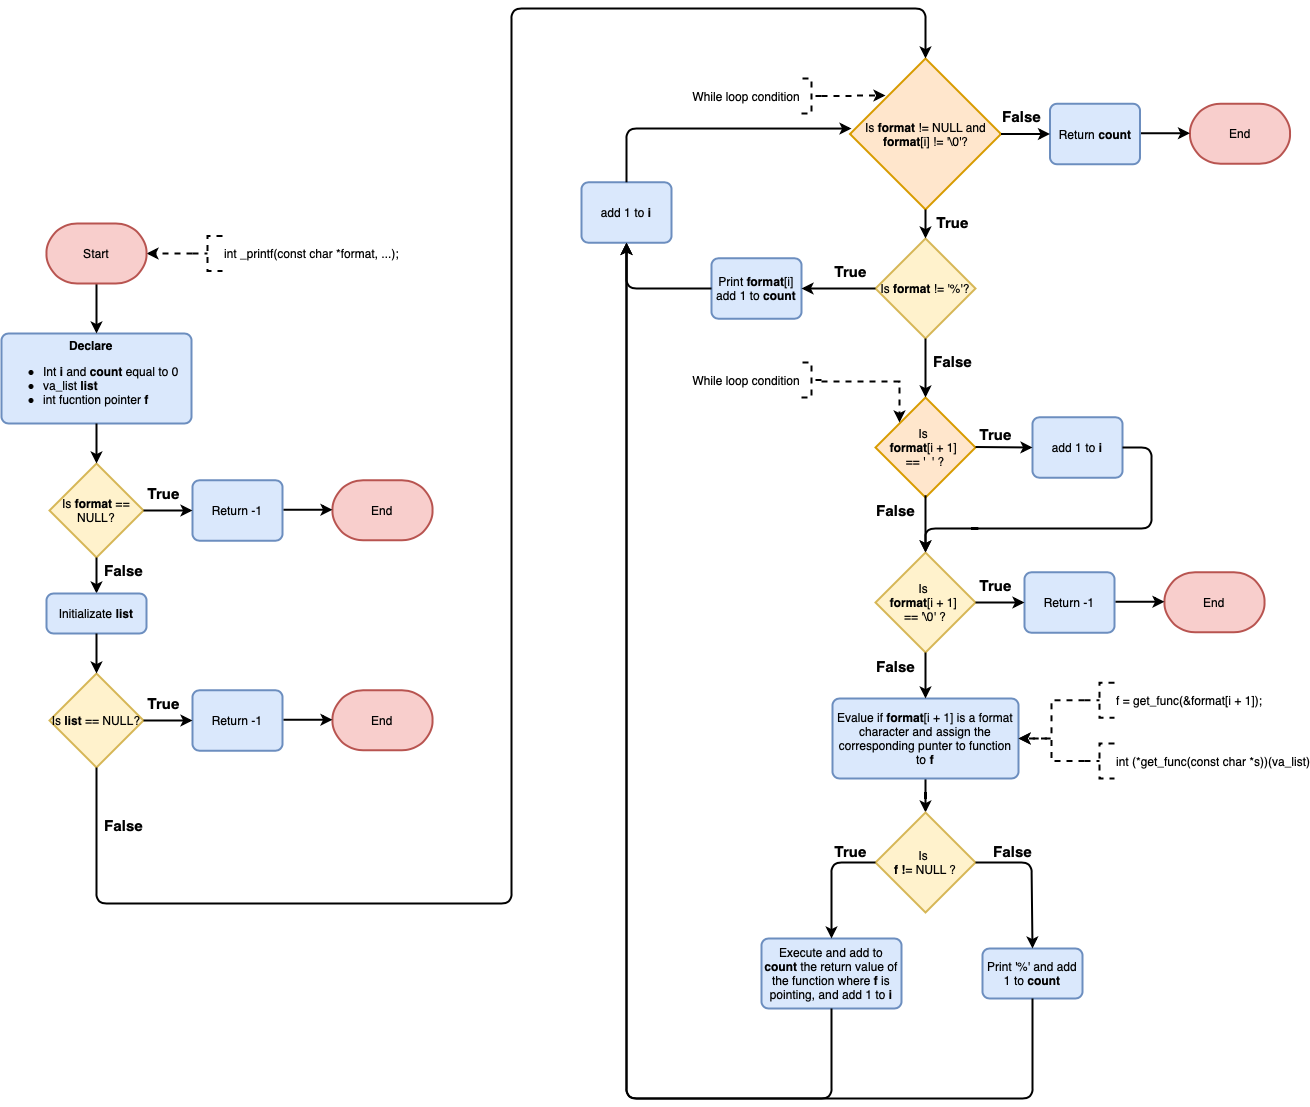 Start
int _printf(const char *format, ...);
Declare
Int i and count equal to 0
va_list list
int fucntion pointer f
Is format ==
NULL?
True
Return -1
End
False
Initializate list
Is list == NULL?
True
Return -1
End
False
While loop condition
Is format != NULL and
format[i] != '\0'?
False
Return count
End
True
add 1 to i
Is format != '%'?
True
Print format[i]
add 1 to count
False
While loop condition
Is
format[i + 1]
== ' ' ?
True
add 1 to i
False
Is
format[i + 1]
== '\0' ?
True
Return -1
End
False
Evalue if format[i + 1] is a format
character and assign the
corresponding punter to function
to f
f = get_func(&format[i + 1]);
int (*get_func(const char *s))(va_list)
Is
f != NULL ?
True
False
Execute and add to
count the return value of
the function where f is
pointing, and add 1 to i
Print '%' and add
1 to count